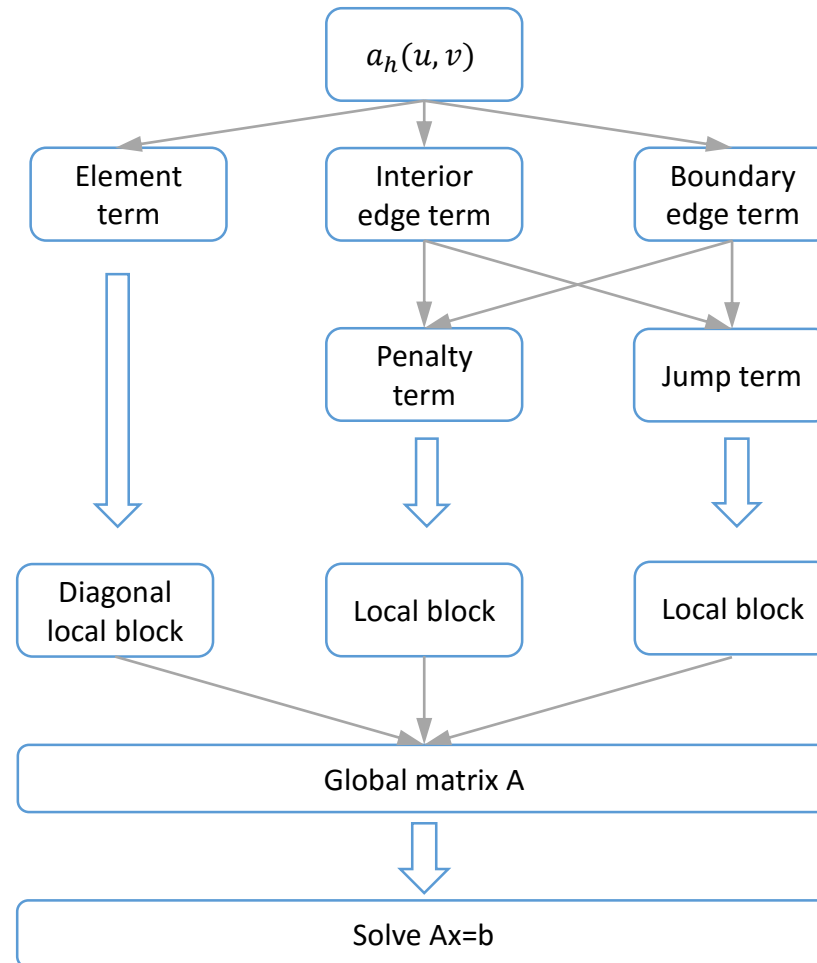 a_h(u, v)
Element
term
Interior
edge term
Boundary
edge term
Penalty
term
Jump term
Diagonal
local block
Local block
Local block
Global matrix A
Solve Ax=b